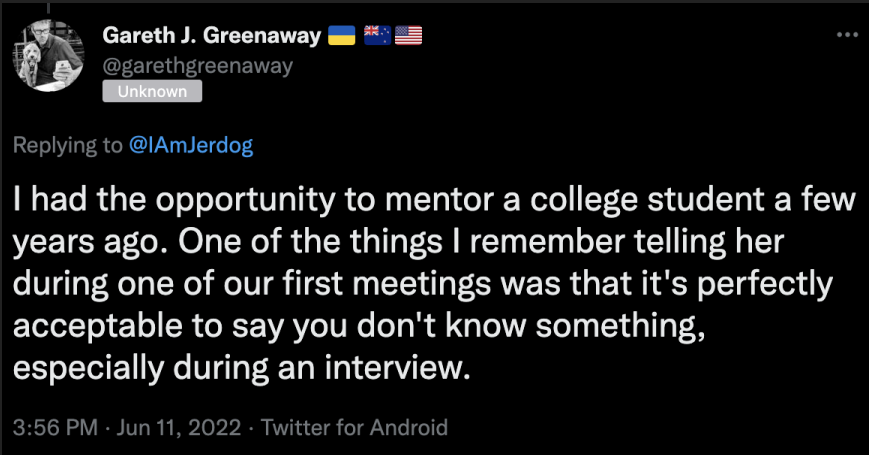 Gareth J. Greenaway 🇺🇦 🇳🇿 🇺🇸
@garethgreenaway
Unknown
Replying to @IAmJerdog
I had the opportunity to mentor a college student a few
years ago. One of the things I remember telling her
during one of our first meetings was that it's perfectly
acceptable to say you don't know something,
especially during an interview.
3:56 PM · Jun 11, 2022 · Twitter for Android